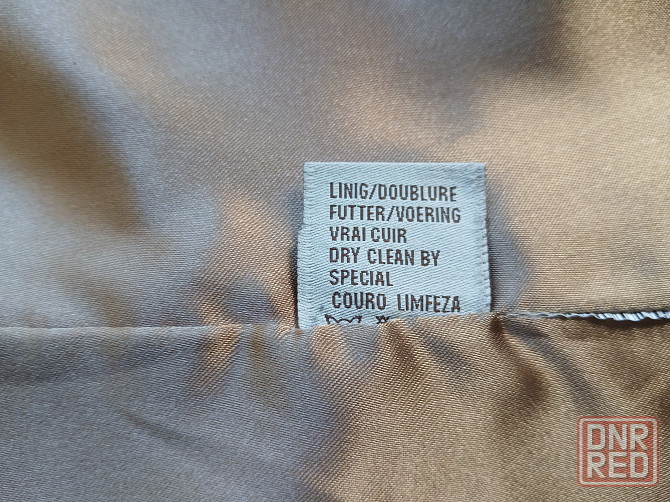 LINIG/DOUBLURE
FUTTER/VOERING
VRAI CUIR
DRY CLEAN BY
SPECIAL
COURO LIMFEZA
DNR
RED